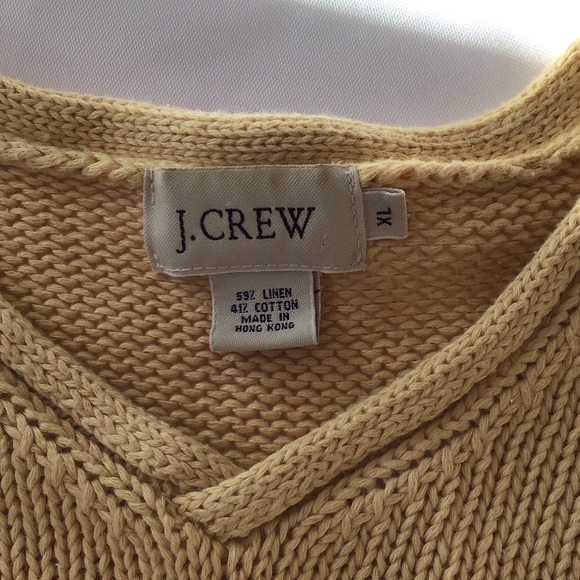 J.CREW
XL
59% LINEN
41% COTTON
MADE IN
HONG KONG